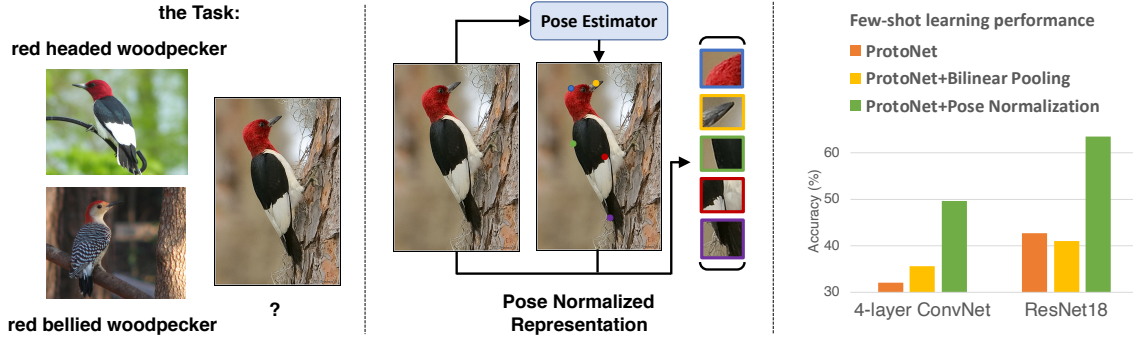 the Task:
red headed woodpecker
red bellied woodpecker
?
Pose Estimator
Pose Normalized
Representation
Few-shot learning performance
ProtoNet
ProtoNet+Bilinear Pooling
ProtoNet+Pose Normalization
Accuracy (%)
60
50
40
30
4-layer ConvNet
ResNet18